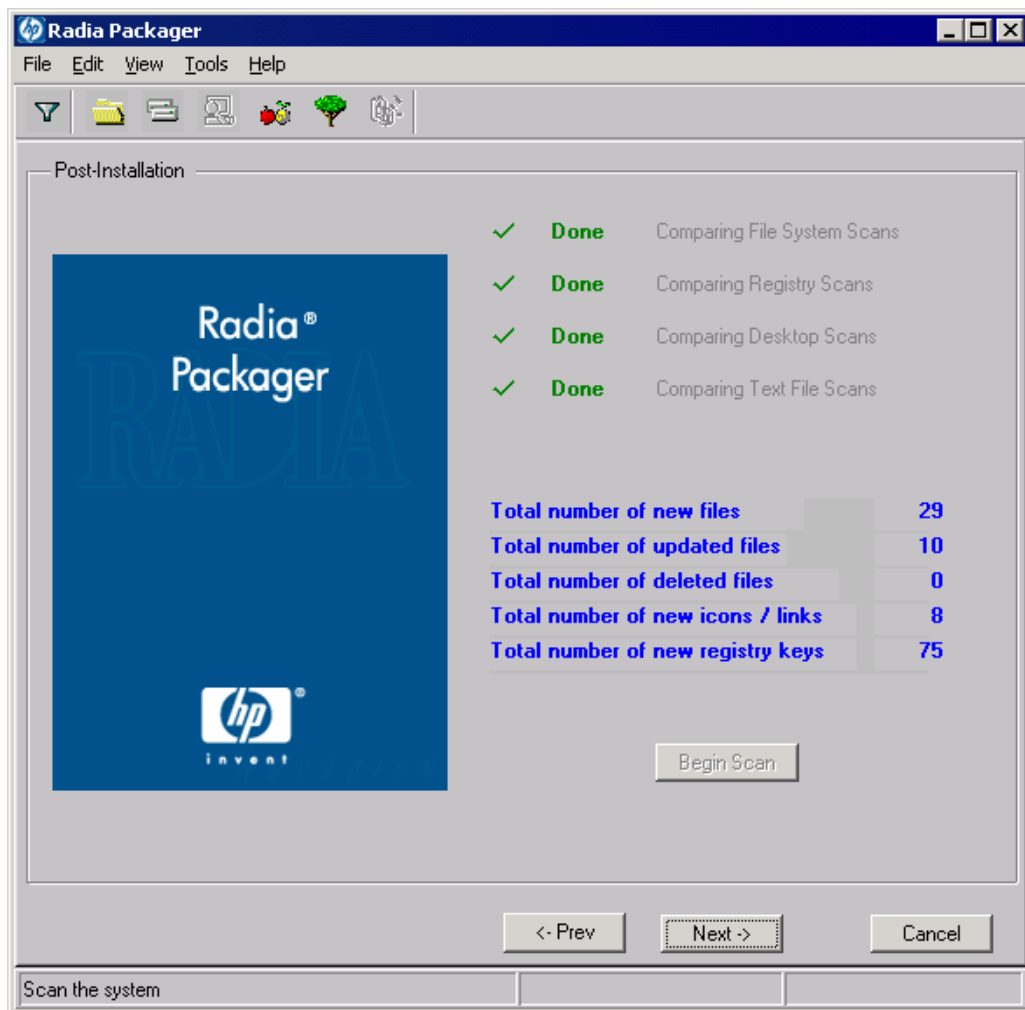 Radia Packager
File Edit View Tools Help
Post-Installation
Done Comparing File System Scans
Done Comparing Registry Scans
Done Comparing Desktop Scans
Done Comparing Text File Scans
RADIA
Radia®
Packager
hp®
invent
Total number of new files 29
Total number of updated files 10
Total number of deleted files 0
Total number of new icons / links 8
Total number of new registry keys 75
Begin Scan
<- Prev Next -> Cancel
Scan the system